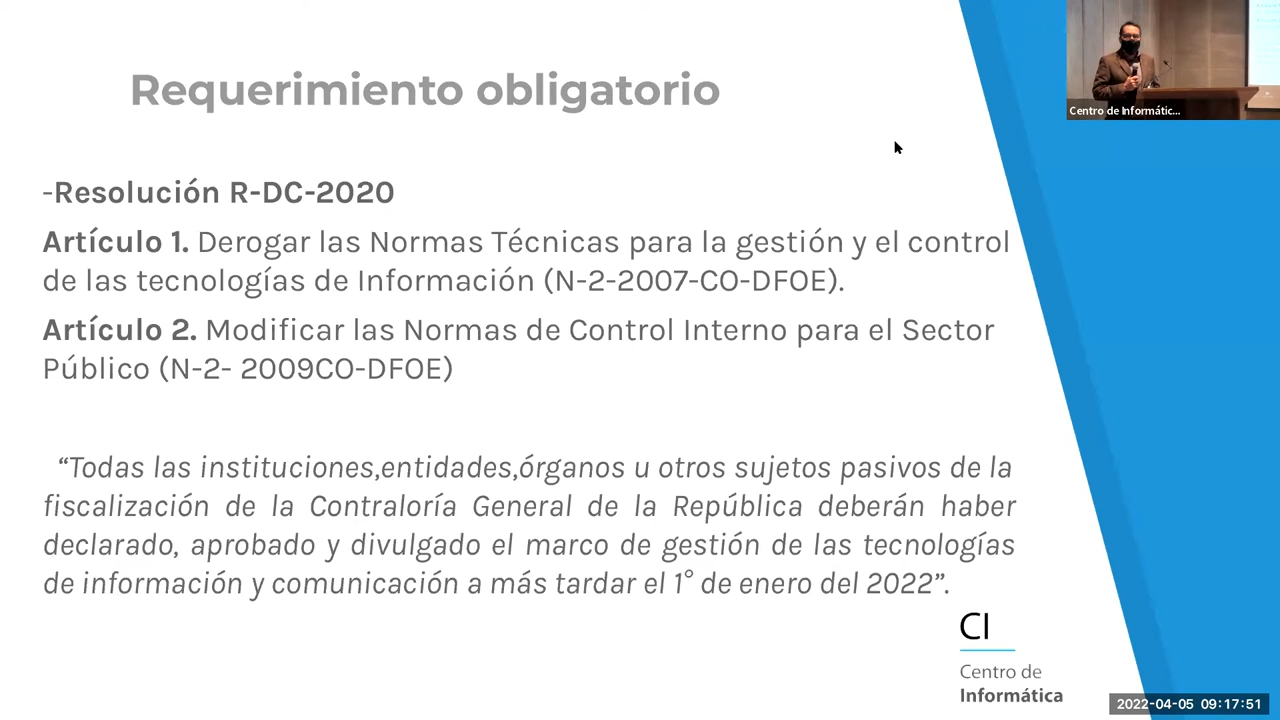 Requerimiento obligatorio
Centro de Informátic...
-Resolución R-DC-2020
Artículo 1. Derogar las Normas Técnicas para la gestión y el control
de las tecnologías de Información (N-2-2007-CO-DFOE).
Artículo 2. Modificar las Normas de Control Interno para el Sector
Público (N-2- 2009CO-DFOE)
“Todas las instituciones,entidades,órganos u otros sujetos pasivos de la
fiscalización de la Contraloría General de la República deberán haber
declarado, aprobado y divulgado el marco de gestión de las tecnologías
de información y comunicación a más tardar el 1° de enero del 2022”.
CI
Centro de
Informática
2022-04-05 09:17:51